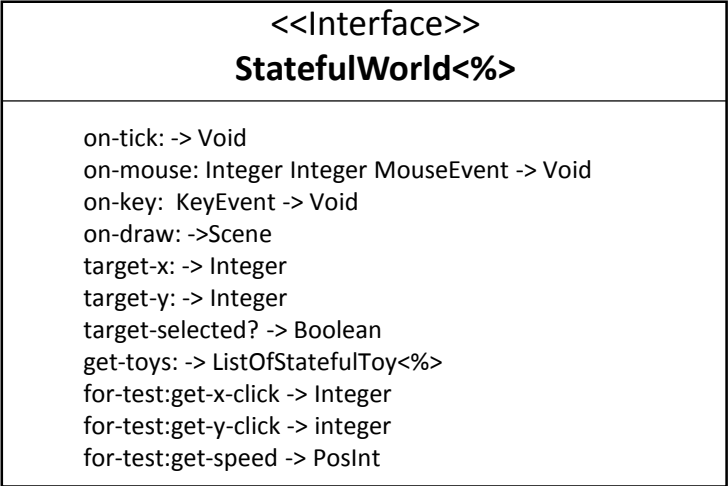 <<Interface>>
StatefulWorld<%>
on-tick: -> Void
on-mouse: Integer Integer MouseEvent -> Void
on-key:  KeyEvent -> Void
on-draw: ->Scene
target-x: -> Integer
target-y: -> Integer
target-selected? -> Boolean
get-toys: -> ListOfStatefulToy<%>
for-test:get-x-click -> Integer
for-test:get-y-click -> integer
for-test:get-speed -> PosInt